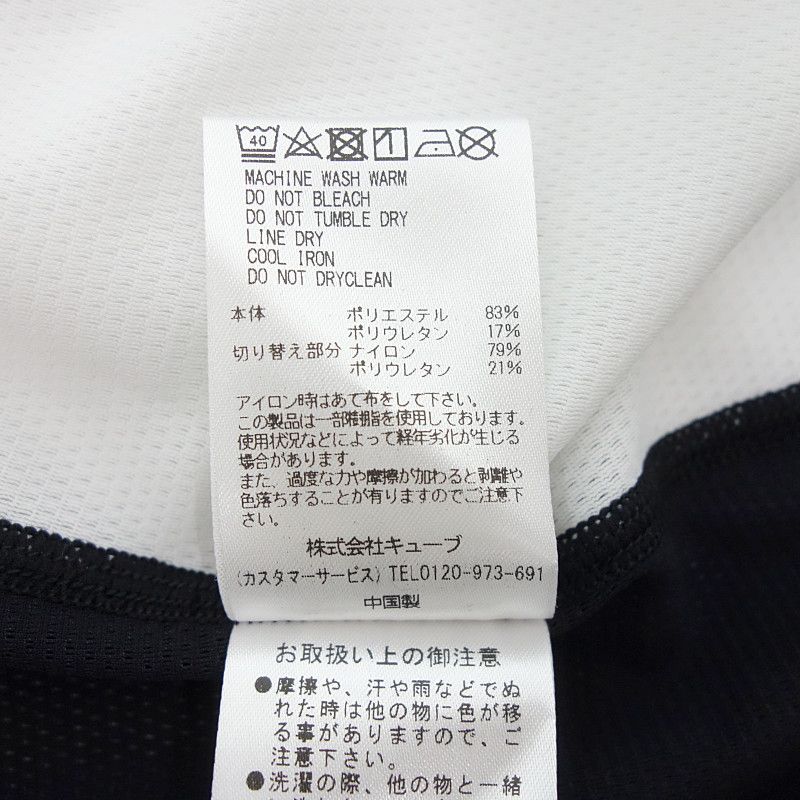 40
MACHINE WASH WARM
DO NOT BLEACH
DO NOT TUMBLE DRY
LINE DRY
COOL IRON
DO NOT DRYCLEAN
本体 ポリエステル 83%
ポリウレタン 17%
切り替え部分 ナイロン 79%
ポリウレタン 21%
アイロン時はあて布をして下さい。
この製品は一部樹脂を使用しております。
使用状況などによって経年劣化が生じる
場合があります。
また、過度な力や摩擦が加わると剥離や
色落ちすることが有りますのでご注意下
さい。
株式会社キューブ
(カスタマーサービス) TEL0120-973-691
中国製
お取扱い上の御注意
●摩擦や、汗や雨などでぬ
れた時は他の物に色が移
る事がありますので、ご
注意下さい。
●洗濯の際、他の物と一緒